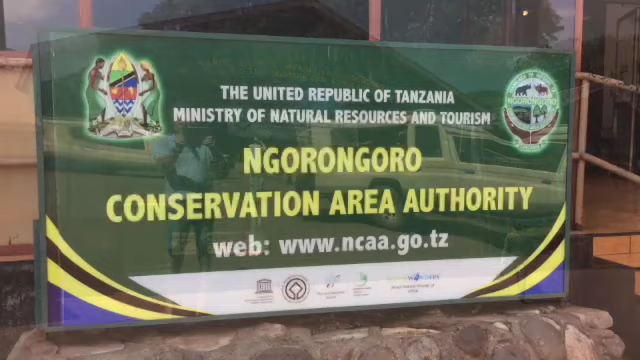 THE UNITED REPUBLIC OF TANZANIA
MINISTRY OF NATURAL RESOURCES AND TOURISM
NGORONGORO
NGORONGORO
CONSERVATION AREA AUTHORITY
web: www.ncaa.go.tz